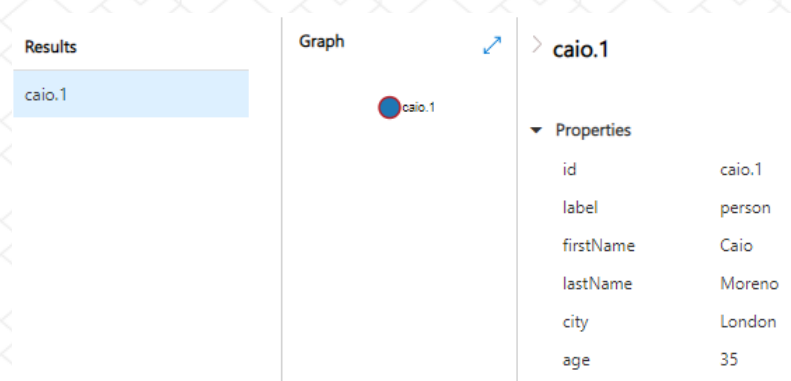 Results
caio.1
Graph
caio.1
caio.1
Properties
id caio.1
label person
firstName Caio
lastName Moreno
city London
age 35